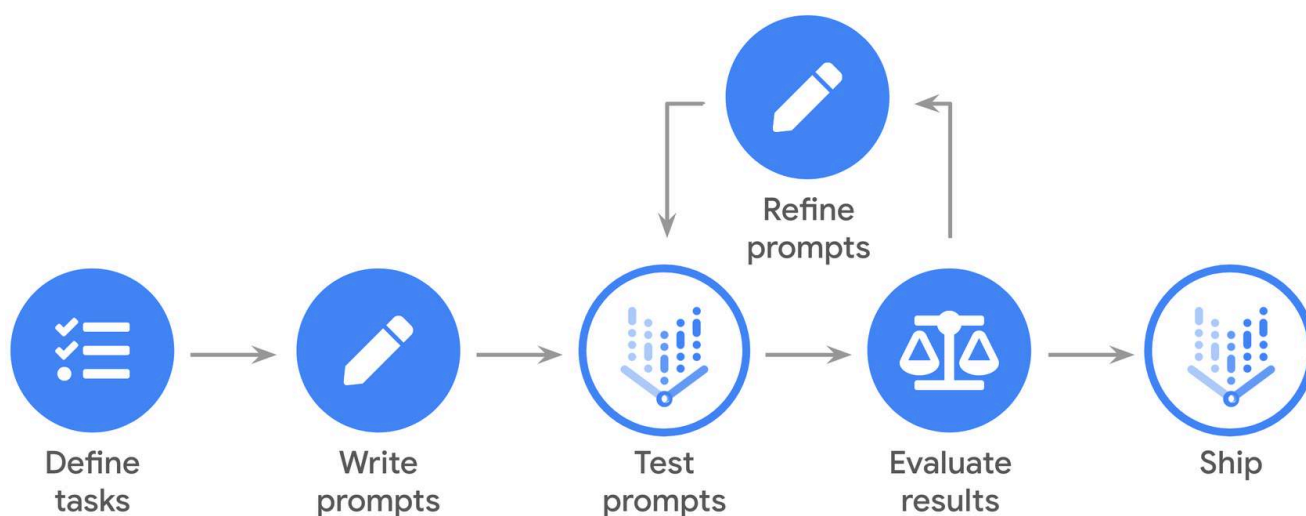 Refine
prompts
Define
tasks
Write
prompts
Test
prompts
Evaluate
results
Ship